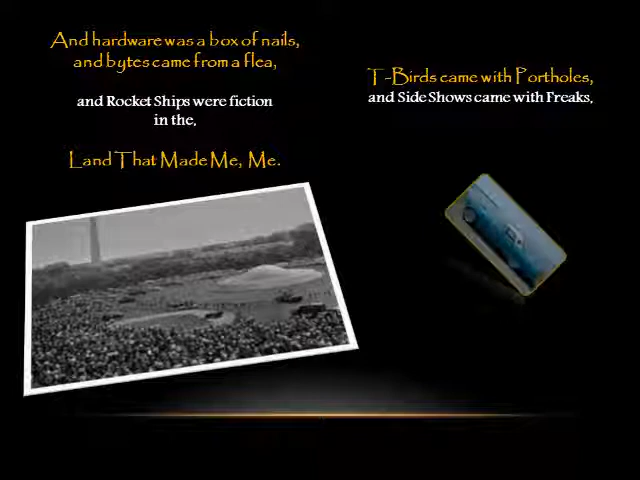 And hardware was a box of nails,
and bytes came from a flea,
and Rocket Ships were fiction
in the.
Land That Made Me, Me.
T-Birds came with Portholes,
and Side Shows came with Freaks.